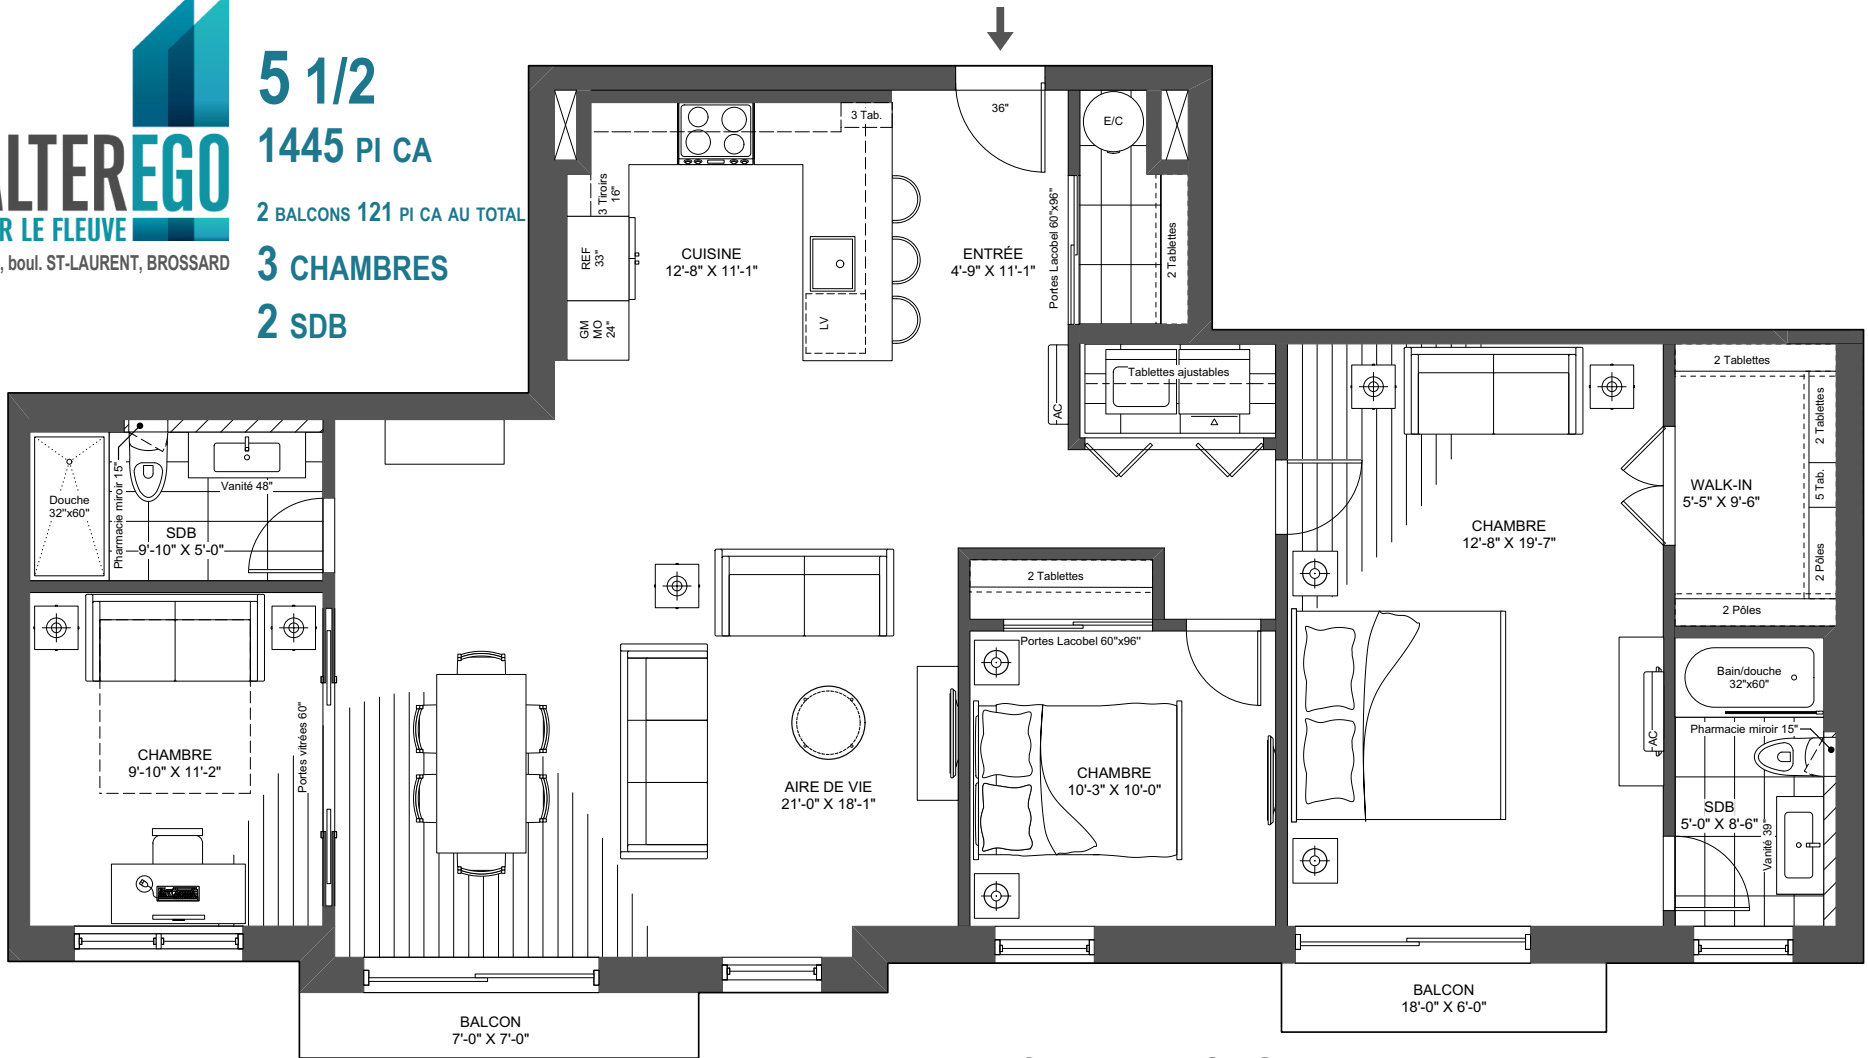 5 1/2
1445 PI CA
2 BALCONS 121 PI CA AU TOTAL
3 CHAMBRES
2 SDB
ALTEREGO
R LE FLEUVE
, boul. ST-LAURENT, BROSSARD
36"
E/C
3 Tab.
3 Tiroirs
16"
REF
33"
GM
MO
24"
CUISINE
12'-8" X 11'-1"
LV
ENTRÉE
4'-9" X 11'-1"
Portes Lacobel 60"x96"
2 Tablettes
AC
Tablettes ajustables
2 Tablettes
2 Tablettes
5 Tab.
2 Pôles
2 Pôles
WALK-IN
5'-5" X 9'-6"
CHAMBRE
12'-8" X 19'-7"
Douche
32"x60"
Pharmacie miroir 15"
Vanité 48"
SDB
9'-10" X 5'-0"
2 Tablettes
Portes Lacobel 60"x96"
CHAMBRE
9'-10" X 11'-2"
Portes vitrées 60"
AIRE DE VIE
21'-0" X 18'-1"
CHAMBRE
10'-3" X 10'-0"
AC
Bain/douche
32"x60"
Pharmacie miroir 15"
SDB
5'-0" X 8'-6"
Vanité 39"
BALCON
7'-0" X 7'-0"
BALCON
18'-0" X 6'-0"